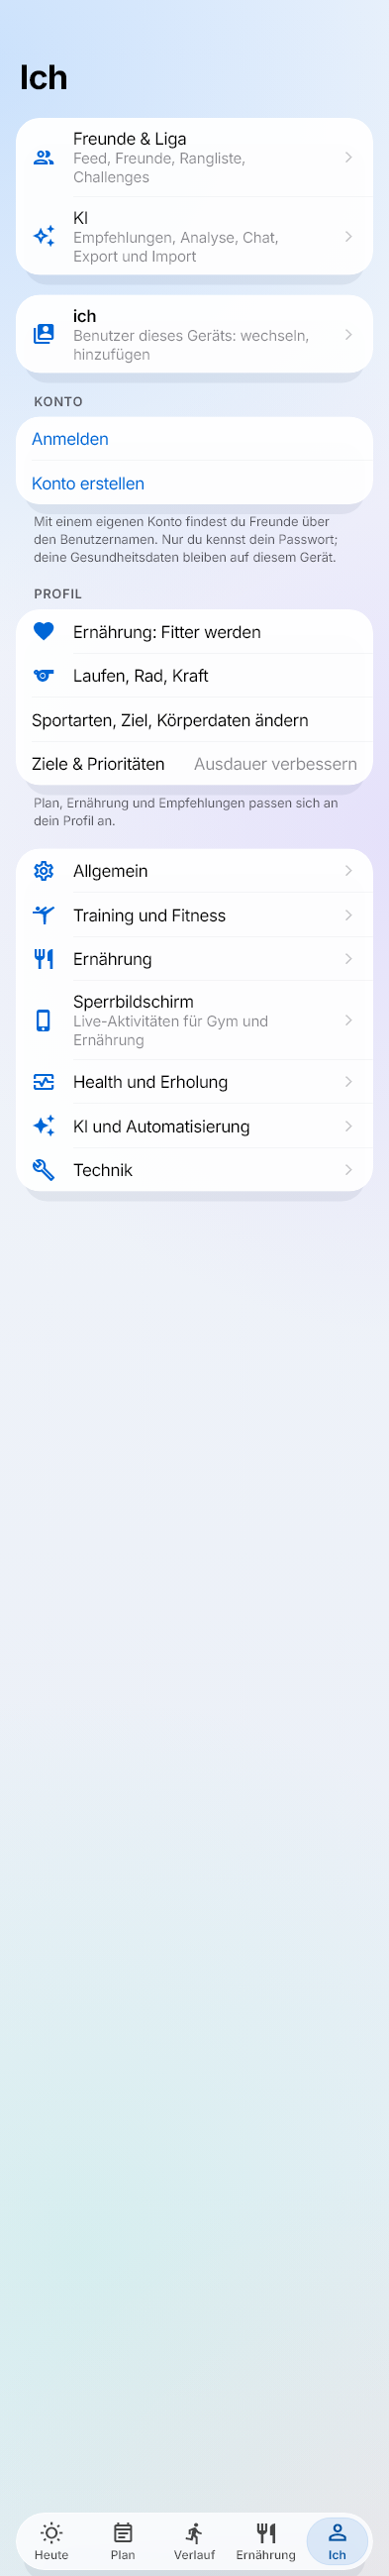 Ich
Freunde & Liga
Feed, Freunde, Rangliste,
Challenges
KI
Empfehlungen, Analyse, Chat,
Export und Import
ich
Benutzer dieses Geräts: wechseln,
hinzufügen
KONTO
Anmelden
Konto erstellen
Mit einem eigenen Konto findest du Freunde über
den Benutzernamen. Nur du kennst dein Passwort;
deine Gesundheitsdaten bleiben auf diesem Gerät.
PROFIL
Ernährung: Fitter werden
Laufen, Rad, Kraft
Sportarten, Ziel, Körperdaten ändern
Ziele & Prioritäten Ausdauer verbessern
Plan, Ernährung und Empfehlungen passen sich an
dein Profil an.
Allgemein
Training und Fitness
Ernährung
Sperrbildschirm
Live-Aktivitäten für Gym und
Ernährung
Health und Erholung
KI und Automatisierung
Technik
Heute Plan Verlauf Ernährung Ich